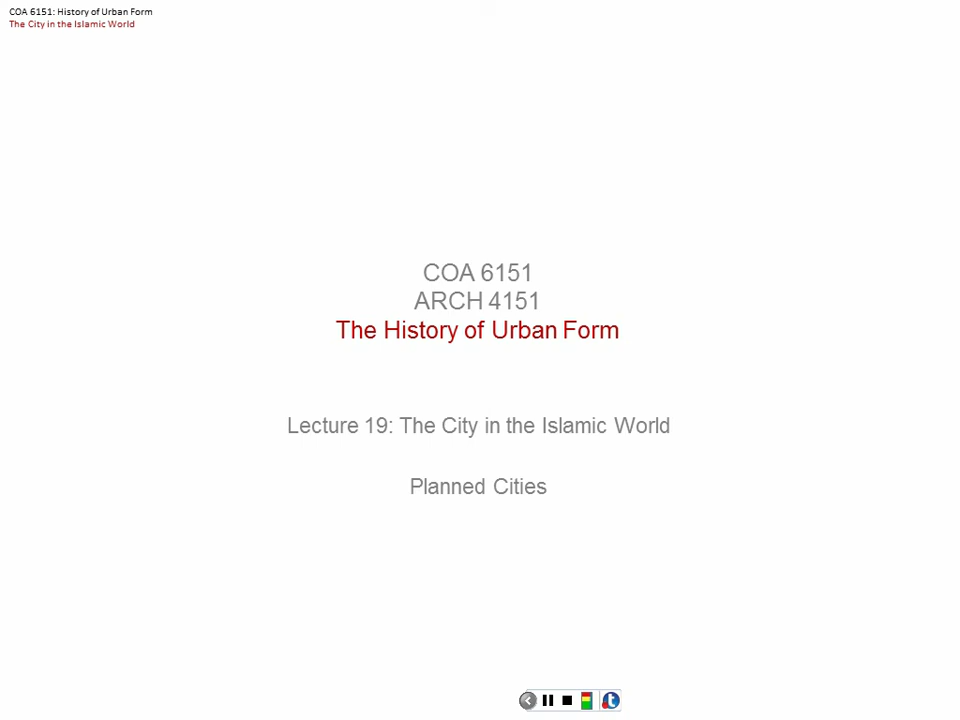 COA 6151: History of Urban Form
The City in the Islamic World
COA 6151
ARCH 4151
The History of Urban Form
Lecture 19: The City in the Islamic World
Planned Cities